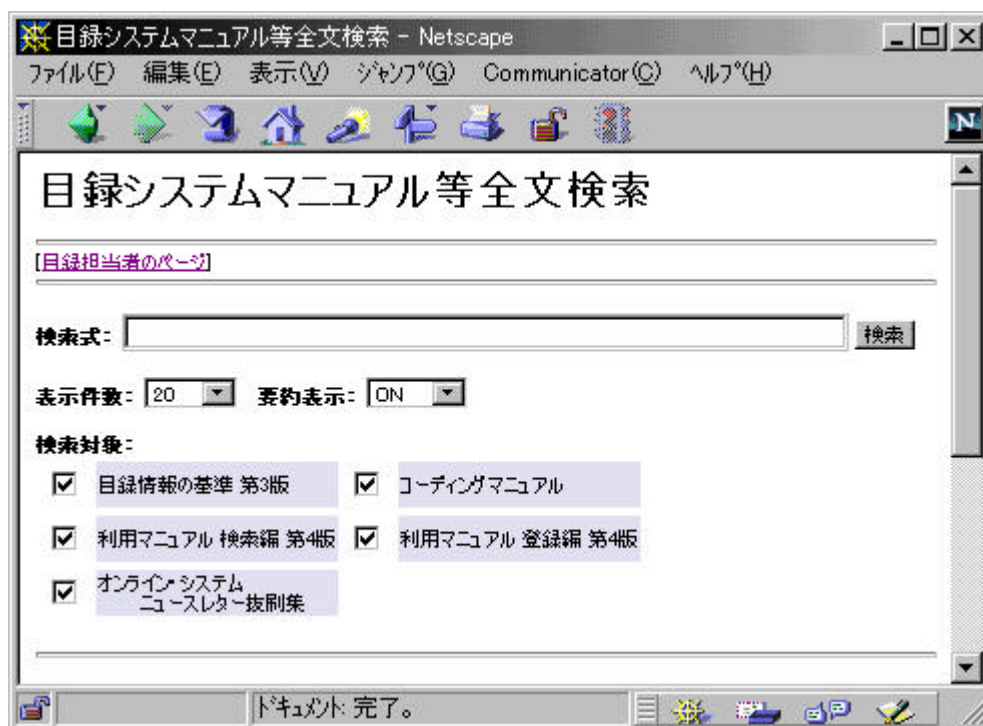 目録システムマニュアル等全文検索 - Netscape
ファイル(F) 編集(E) 表示(V) ジャンプ(G) Communicator(C) ヘルプ(H)
N
目録システムマニュアル等全文検索
[目録担当者のページ]
検索式: 検索
表示件数: 20 要約表示: ON
検索対象:
目録情報の基準 第3版 コーディングマニュアル
利用マニュアル 検索編 第4版 利用マニュアル 登録編 第4版
オンライン・システム
ニュースレター抜刷集
ドキュメント: 完了。